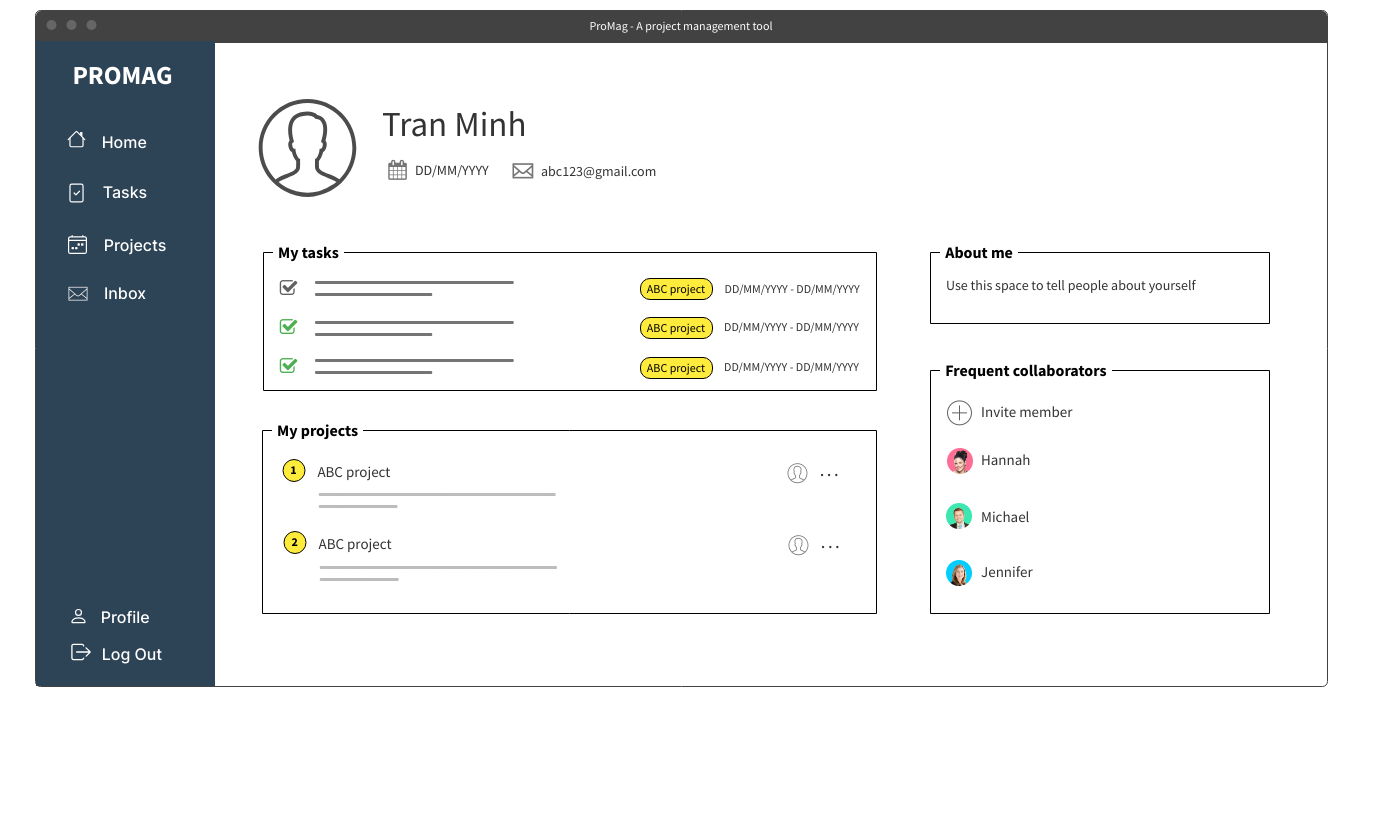 ProMag - A project management tool
PROMAG
Home
Tasks
Projects
Inbox
Profile
Log Out
Tran Minh
DD/MM/YYYY
abc123@gmail.com
My tasks
ABC project DD/MM/YYYY - DD/MM/YYYY
ABC project DD/MM/YYYY - DD/MM/YYYY
ABC project DD/MM/YYYY - DD/MM/YYYY
My projects
1 ABC project
...
2 ABC project
...
About me
Use this space to tell people about yourself
Frequent collaborators
Invite member
Hannah
Michael
Jennifer